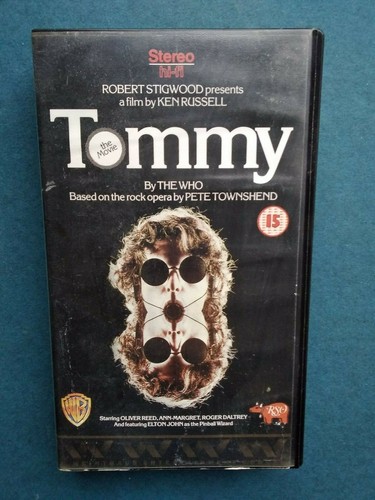 Stereo
hi-fi
ROBERT STIGWOOD presents
a film by KEN RUSSELL
Tommy
the Movie
By THE WHO
Based on the rock opera by PETE TOWNSHEND
15
WB
RSO
Starring OLIVER REED, ANN-MARGRET, ROGER DALTREY
And featuring ELTON JOHN as the Pinball Wizard